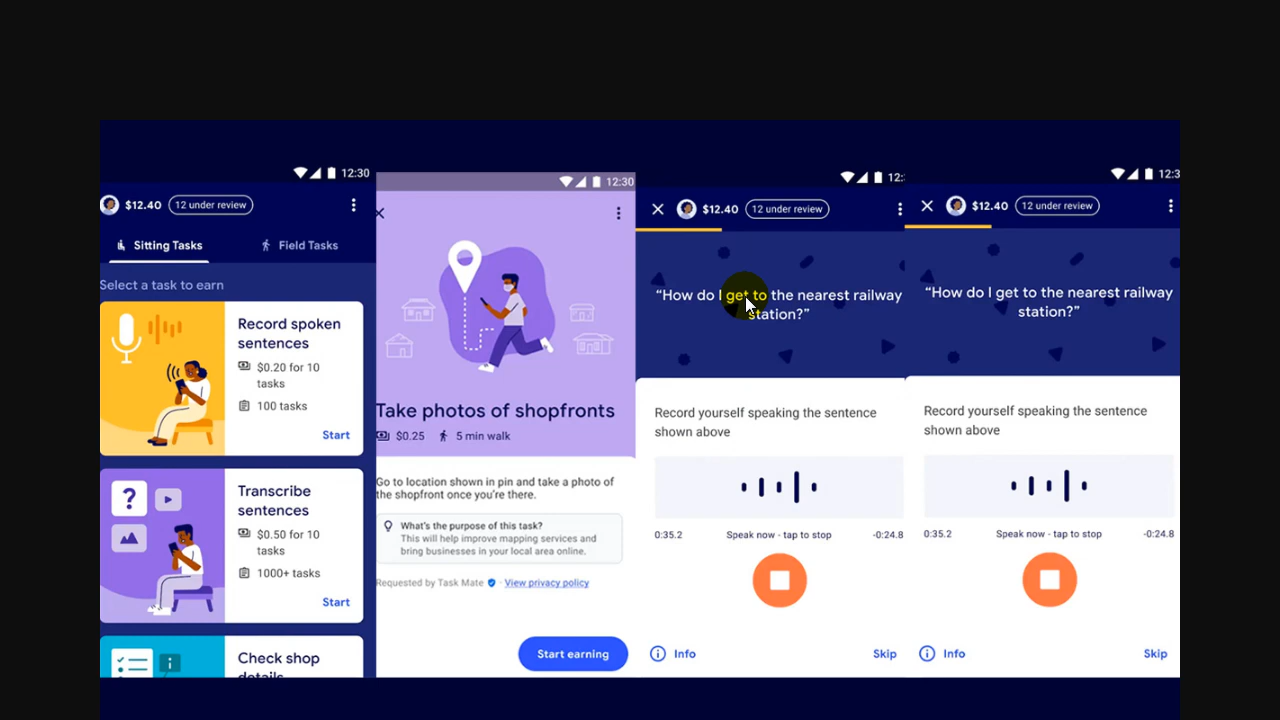 12:30
$12.40
12 under review
Sitting Tasks
Field Tasks
Select a task to earn
Record spoken
sentences
$0.20 for 10
tasks
100 tasks
Start
Transcribe
sentences
$0.50 for 10
tasks
1000+ tasks
Start
Check shop
details
12:30
Take photos of shopfronts
$0.25
5 min walk
Go to location shown in pin and take a photo of
the shopfront once you're there.
What's the purpose of this task?
This will help improve mapping services and
bring businesses in your local area online.
Requested by Task Mate · View privacy policy
Start earning
12:
$12.40
12 under review
“How do I get to the nearest railway
station?”
Record yourself speaking the sentence
shown above
0:35.2
Speak now - tap to stop
-0:24.8
Info
Skip
12:3
$12.40
12 under review
“How do I get to the nearest railway
station?”
Record yourself speaking the sentence
shown above
0:35.2
Speak now - tap to stop
-0:24.8
Info
Skip